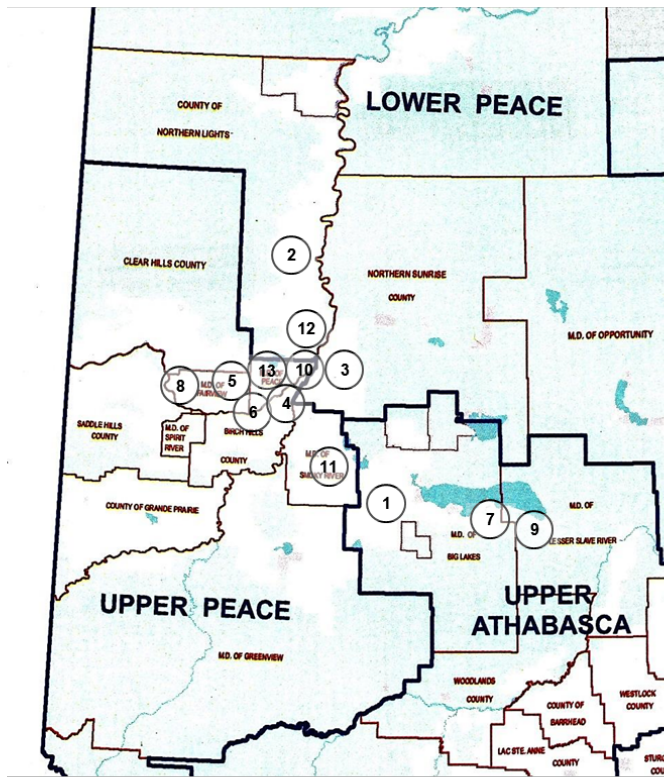 LOWER PEACE
COUNTY OF
NORTHERN LIGHTS
CLEAR HILLS COUNTY
2
NORTHERN SUNRISE
COUNTY
M.D. OF OPPORTUNITY
12
13
10
3
8
5
M.D. OF
FAIRVIEW
PEACE
6
4
SADDLE HILLS
COUNTY
M.D. OF
SPIRIT
RIVER
BIRCH HILLS
COUNTY
M.D. OF
SMOKY RIVER
11
1
COUNTY OF GRANDE PRAIRIE
7
9
M.D. OF
BIG LAKES
M.D. OF
LESSER SLAVE RIVER
UPPER PEACE
UPPER
ATHABASCA
M.D. OF GREENVIEW
WOODLANDS
COUNTY
COUNTY OF
BARRHEAD
WESTLOCK
COUNTY
LAC STE. ANNE
COUNTY